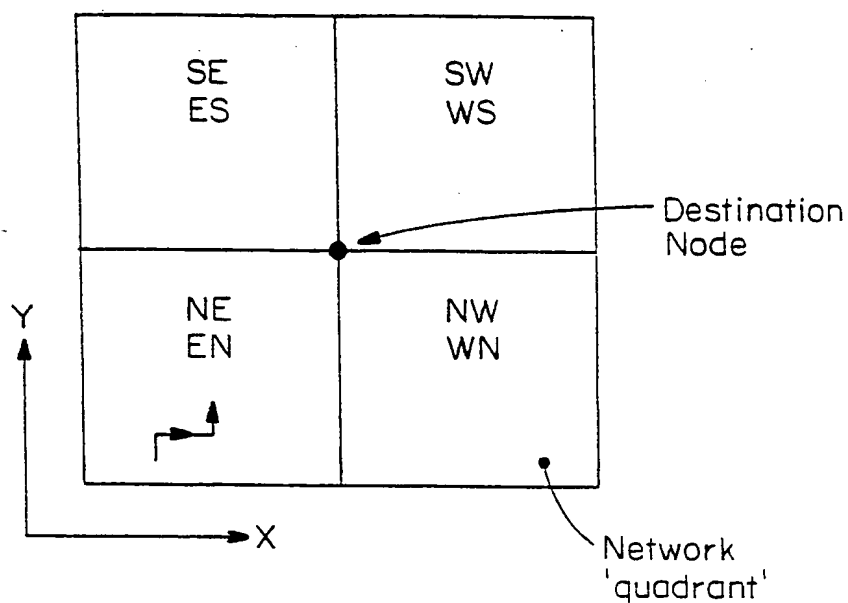 SE
ES
SW
WS
Destination
Node
NE
EN
NW
WN
Y
X
Network
'quadrant'